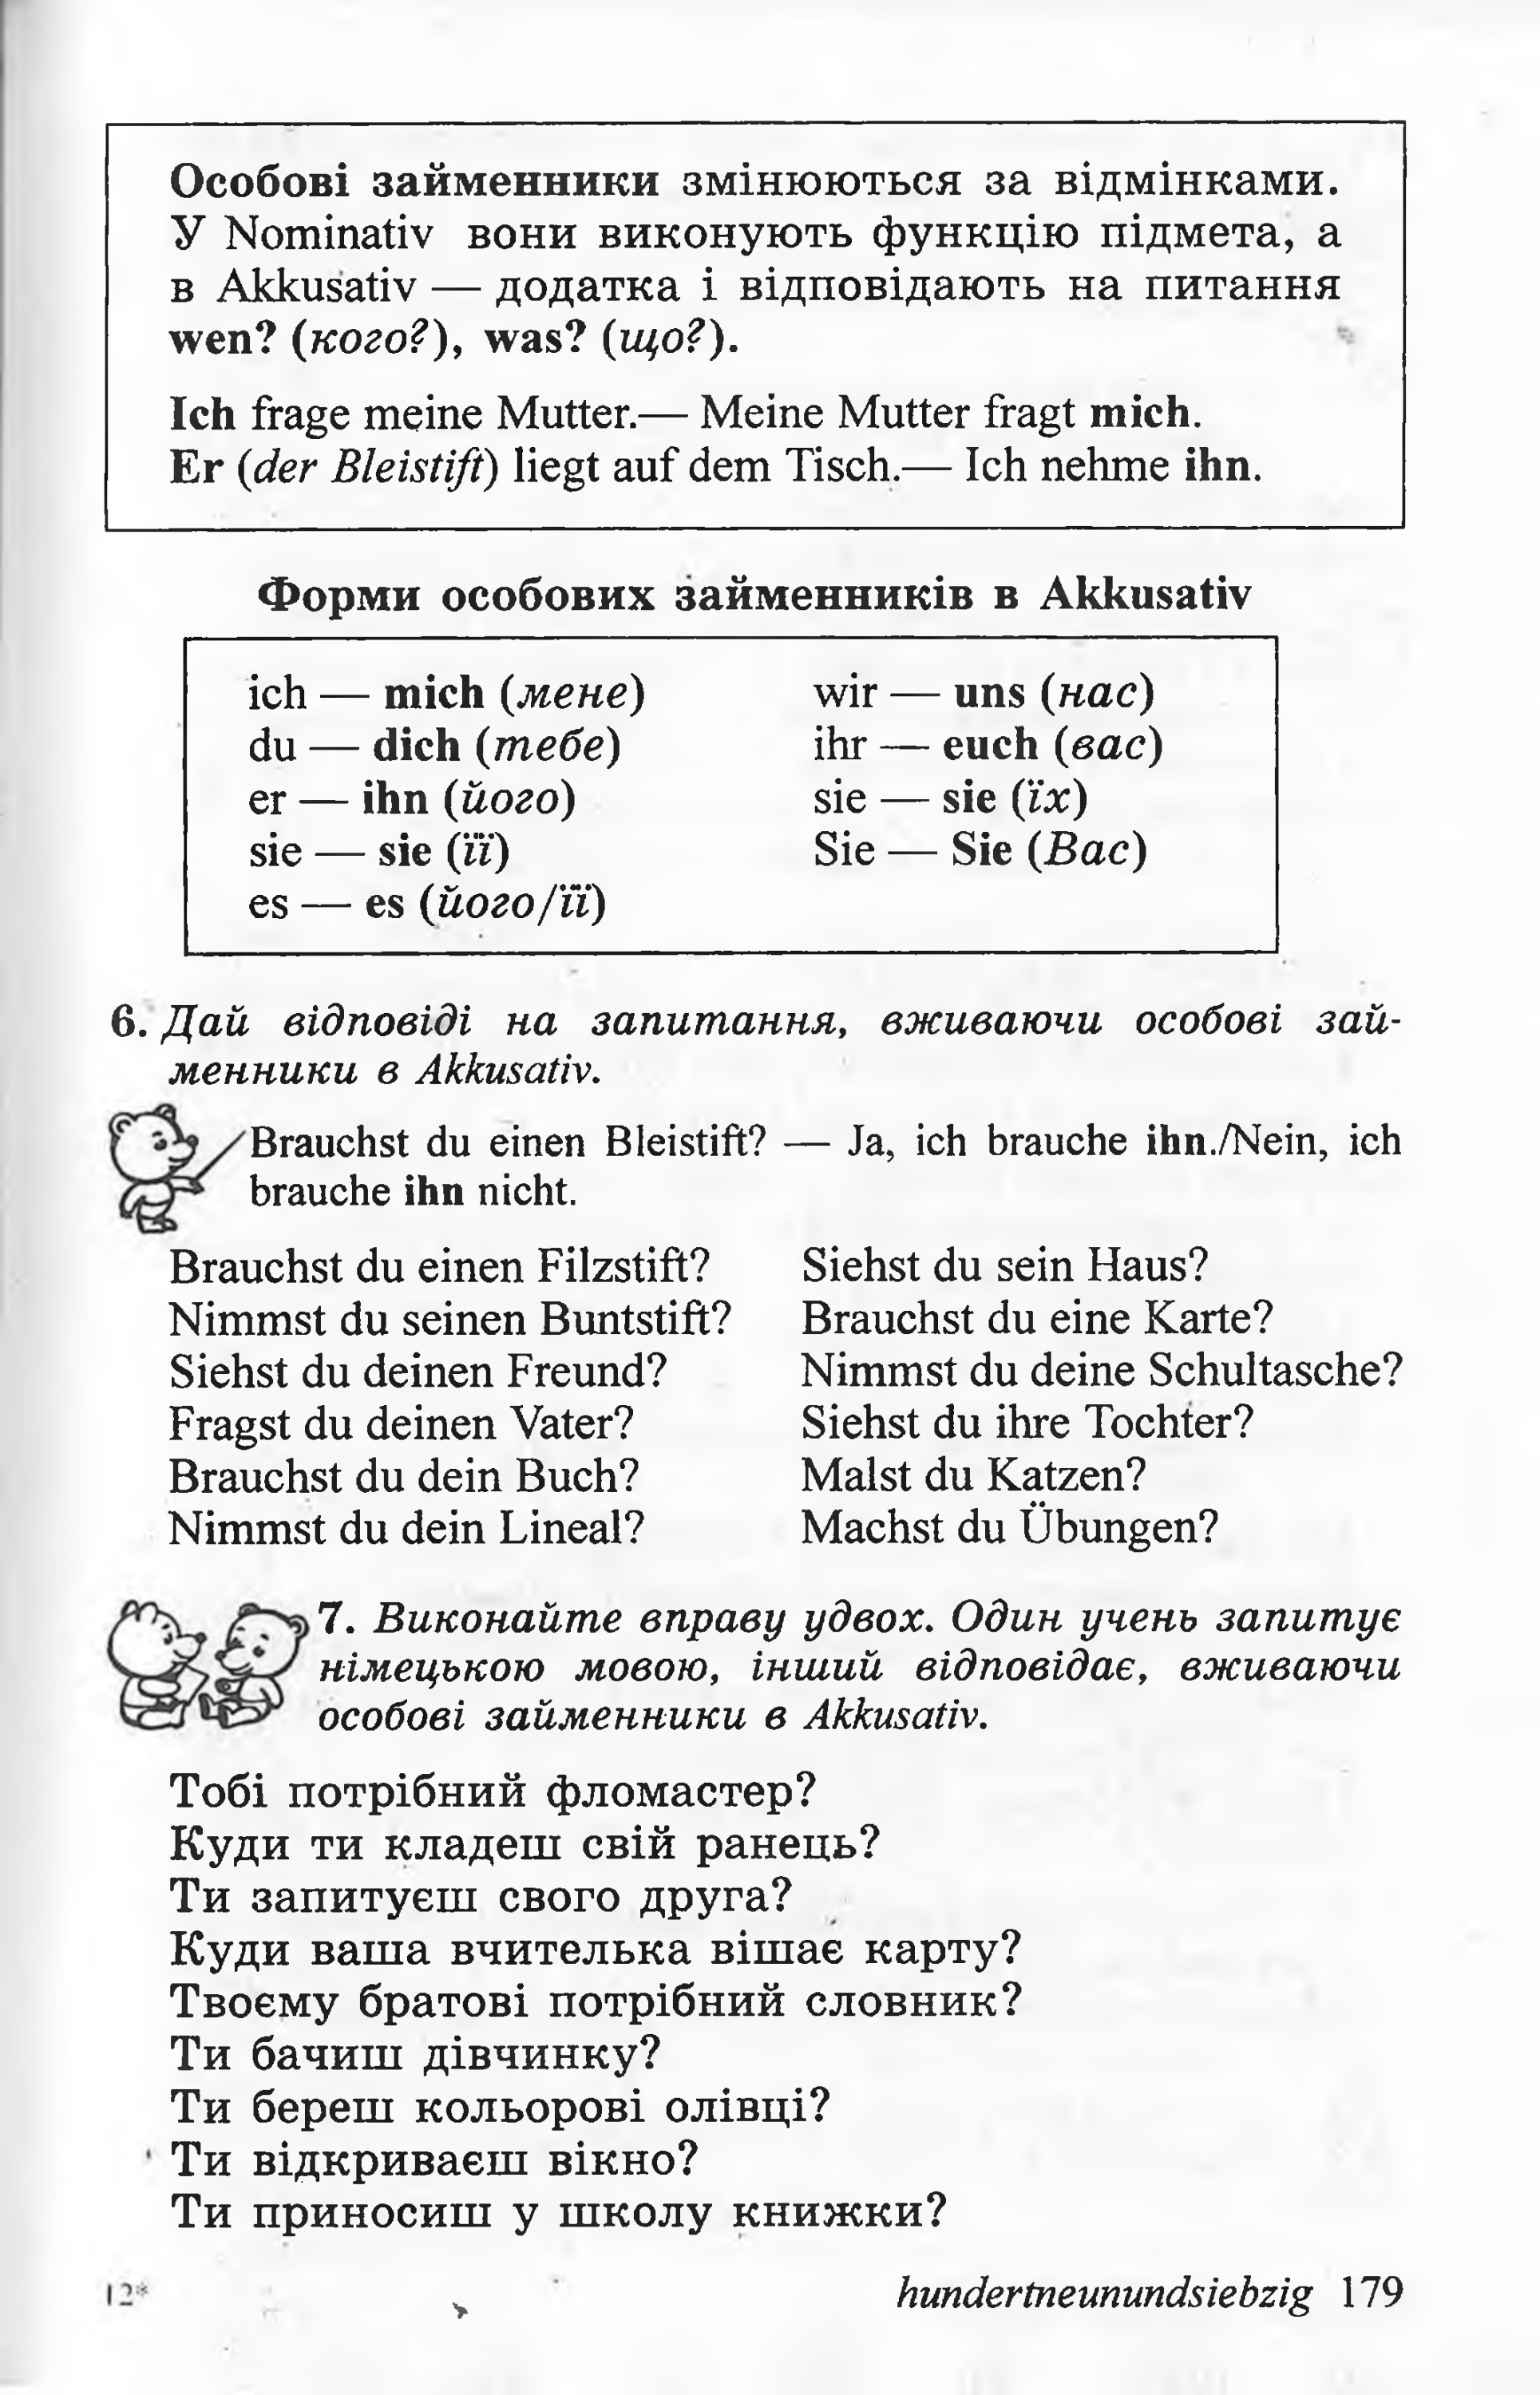 Особові займенники змінюються за відмінками.
У Nominativ вони виконують функцію підмета, а
в Akkusativ — додатка і відповідають на питання
wen? (кого?), was? (що?).
Ich frage meine Mutter.— Meine Mutter fragt mich.
Er (der Bleistift) liegt auf dem Tisch.— Ich nehme ihn.
Форми особових займенників в Akkusativ
ich — mich (мене)
du — dich (тебе)
er — ihn (його)
sie — sie (її)
es — es (його/її)
wir — uns (нас)
ihr — euch (вас)
sie — sie (їх)
Sie — Sie (Вас)
6. Дай відповіді на запитання, вживаючи особові зай-
менники в Akkusativ.
Brauchst du einen Bleistift? — Ja, ich brauche ihn./Nein, ich
brauche ihn nicht.
Brauchst du einen Filzstift?
Nimmst du seinen Buntstift?
Siehst du deinen Freund?
Fragst du deinen Vater?
Brauchst du dein Buch?
Nimmst du dein Lineal?
Siehst du sein Haus?
Brauchst du eine Karte?
Nimmst du deine Schultasche?
Siehst du ihre Tochter?
Malst du Katzen?
Machst du Übungen?
7. Виконайте вправу удвох. Один учень запитує
німецькою мовою, інший відповідає, вживаючи
особові займенники в Akkusativ.
Тобі потрібний фломастер?
Куди ти кладеш свій ранець?
Ти запитуєш свого друга?
Куди ваша вчителька вішає карту?
Твоєму братові потрібний словник?
Ти бачиш дівчинку?
Ти береш кольорові олівці?
Ти відкриваєш вікно?
Ти приносиш у школу книжки?
12*
hundertneunundsiebzig 179